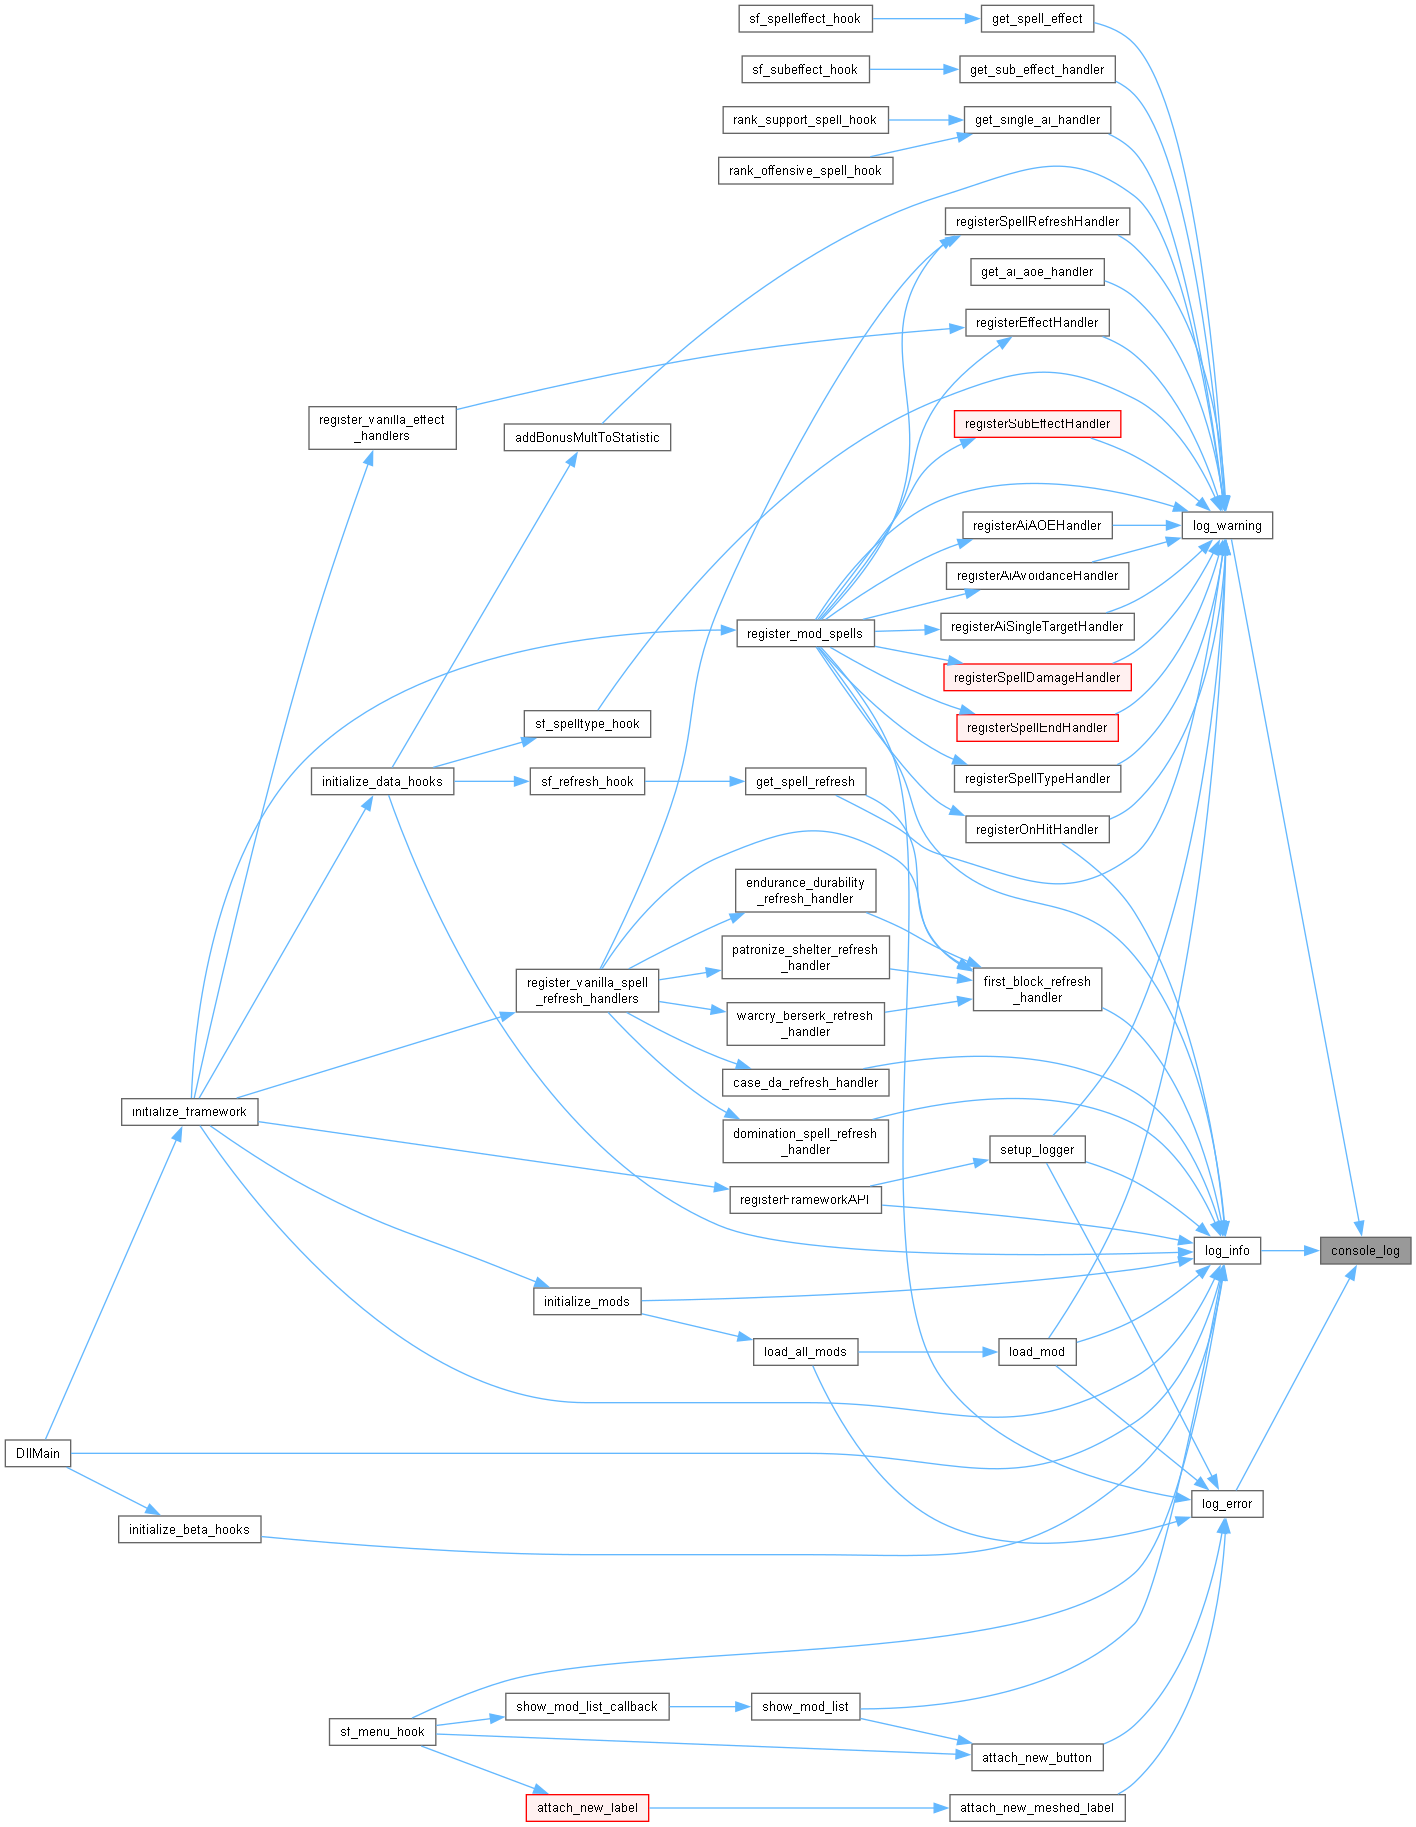 sf_spelleffect_hook
get_spell_effect
sf_subeffect_hook
get_sub_effect_handler
rank_support_spell_hook
get_single_ai_handler
rank_offensive_spell_hook
registerSpellRefreshHandler
get_ai_aoe_handler
registerEffectHandler
register_vanilla_effect
_handlers
addBonusMultToStatistic
registerSubEffectHandler
registerAiAOEHandler
log_warning
registerAiAvoidanceHandler
register_mod_spells
registerAiSingleTargetHandler
registerSpellDamageHandler
sf_spelltype_hook
registerSpellEndHandler
initialize_data_hooks
sf_refresh_hook
get_spell_refresh
registerSpellTypeHandler
registerOnHitHandler
endurance_durability
_refresh_handler
patronize_shelter_refresh
_handler
register_vanilla_spell
_refresh_handlers
first_block_refresh
_handler
warcry_berserk_refresh
_handler
case_da_refresh_handler
initialize_framework
domination_spell_refresh
_handler
setup_logger
registerFrameworkAPI
log_info
console_log
initialize_mods
load_all_mods
load_mod
DllMain
log_error
initialize_beta_hooks
show_mod_list_callback
show_mod_list
sf_menu_hook
attach_new_button
attach_new_label
attach_new_meshed_label